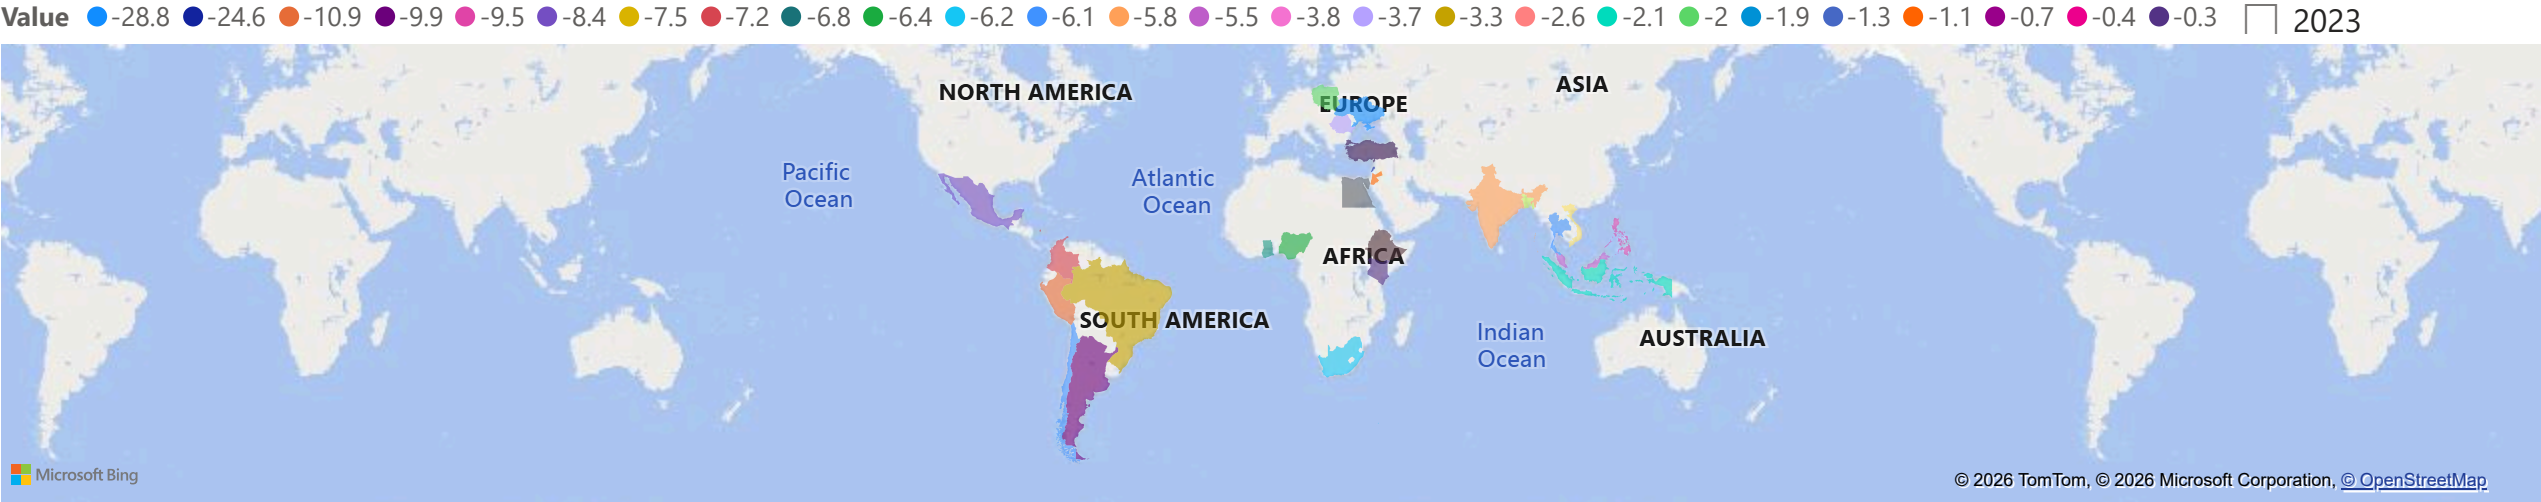 Value -28.8 -24.6 -10.9 -9.9 -9.5 -8.4 -7.5 -7.2 -6.8 -6.4 -6.2 -6.1 -5.8 -5.5 -3.8 -3.7 -3.3 -2.6 -2.1 -2 -1.9 -1.3 -1.1 -0.7 -0.4 -0.3 2023
NORTH AMERICA
EUROPE
ASIA
Pacific
Ocean
Atlantic
Ocean
AFRICA
SOUTH AMERICA
Indian
Ocean
AUSTRALIA
Microsoft Bing
© 2026 TomTom, © 2026 Microsoft Corporation, © OpenStreetMap